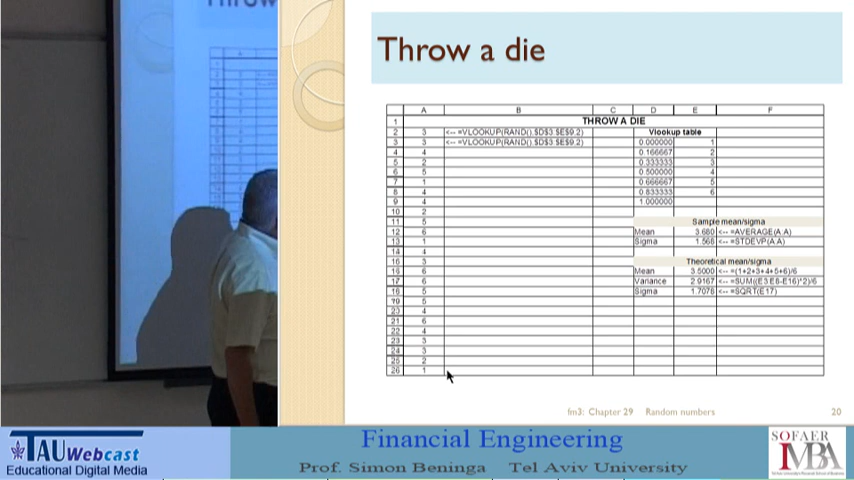 Throw a die
A B C D E F
1 THROW A DIE
2 3 <-- =VLOOKUP(RAND(),$D$3:$E$9,2) Vlookup table
3 3 <-- =VLOOKUP(RAND(),$D$3:$E$9,2) 0.000000 1
4 4 0.166667 2
5 2 0.333333 3
6 5 0.500000 4
7 1 0.666667 5
8 4 0.833333 6
9 4 1.000000
10 2
11 5 Sample mean/sigma
12 6 Mean 3.680 <-- =AVERAGE(A:A)
13 1 Sigma 1.568 <-- =STDEVP(A:A)
14 4
15 3 Theoretical mean/sigma
16 6 Mean 3.5000 <-- =(1+2+3+4+5+6)/6
17 6 Variance 2.9167 <-- =SUM((E3:E8-E16)^2)/6
18 5 Sigma 1.7078 <-- =SQRT(E17)
19 5
20 4
21 6
22 4
23 3
24 3
25 2
26 1
fm3: Chapter 29 Random numbers 20
TAU Webcast
Educational Digital Media
Financial Engineering
Prof. Simon Beninga Tel Aviv University
SOFAER
IMBA